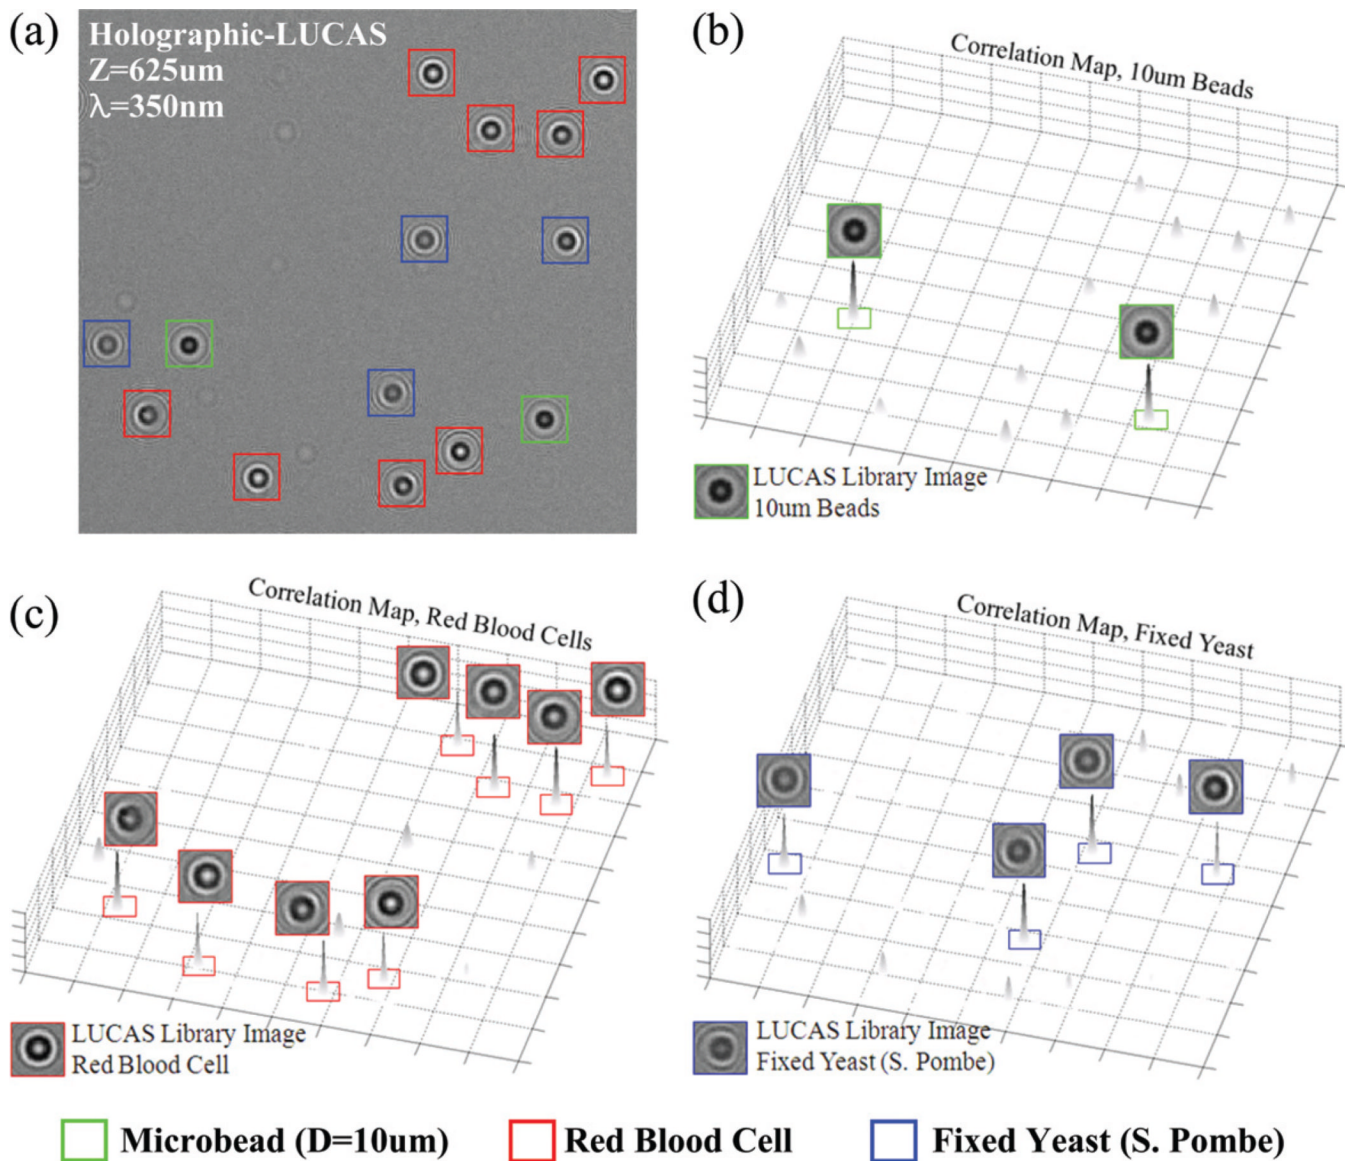 (a)
Holographic-LUCAS
Z=625um
λ=350nm
(b)
Correlation Map, 10um Beads
LUCAS Library Image
10um Beads
(c)
Correlation Map, Red Blood Cells
LUCAS Library Image
Red Blood Cell
(d)
Correlation Map, Fixed Yeast
LUCAS Library Image
Fixed Yeast (S. Pombe)
Microbead (D=10um)
Red Blood Cell
Fixed Yeast (S. Pombe)